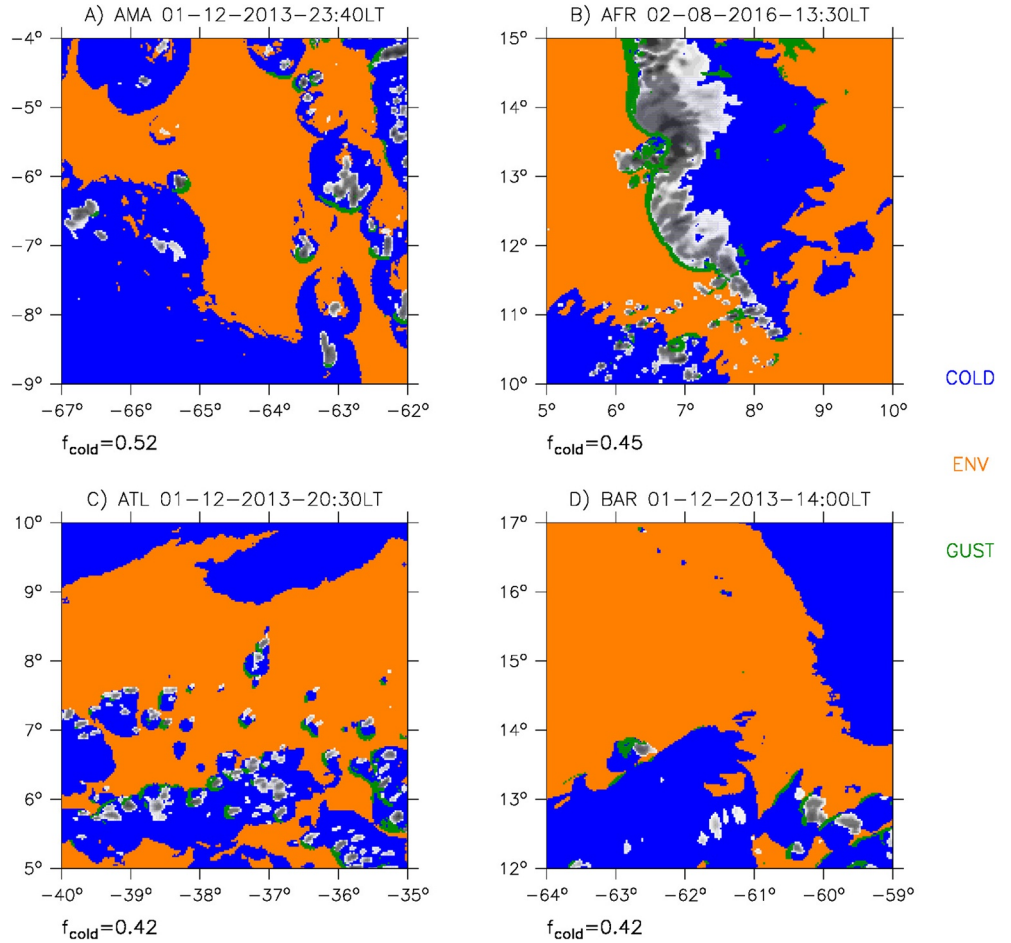 A) AMA 01-12-2013-23:40LT
-4°
-5°
-6°
-7°
-8°
-9°
-67° -66° -65° -64° -63° -62°
fcold=0.52
B) AFR 02-08-2016-13:30LT
15°
14°
13°
12°
11°
10°
5° 6° 7° 8° 9° 10°
fcold=0.45
COLD
ENV
GUST
C) ATL 01-12-2013-20:30LT
10°
9°
8°
7°
6°
5°
-40° -39° -38° -37° -36° -35°
fcold=0.42
D) BAR 01-12-2013-14:00LT
17°
16°
15°
14°
13°
12°
-64° -63° -62° -61° -60° -59°
fcold=0.42